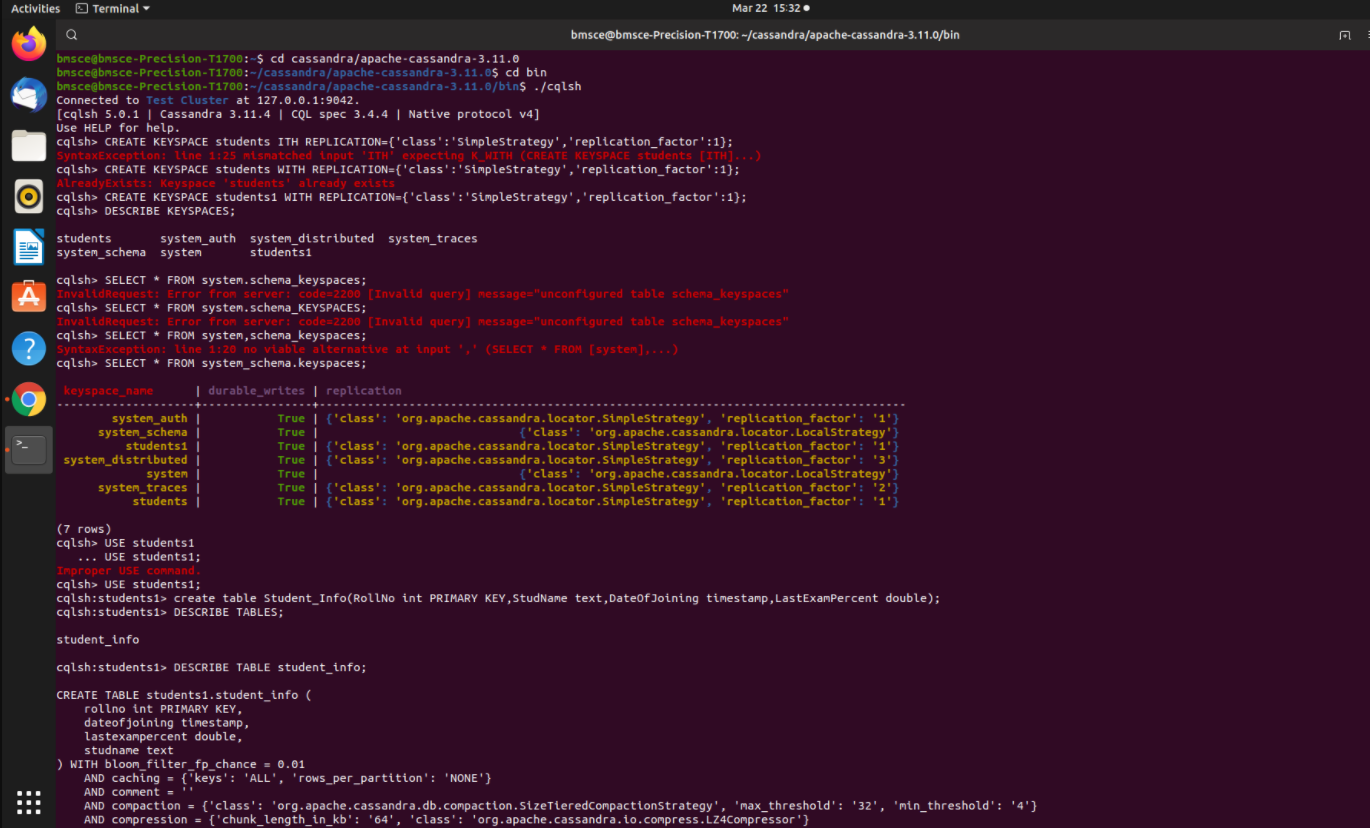 Activities Terminal Mar 22 15:32
bmsce@bmsce-Precision-T1700: ~/cassandra/apache-cassandra-3.11.0/bin
bmsce@bmsce-Precision-T1700:~$ cd cassandra/apache-cassandra-3.11.0
bmsce@bmsce-Precision-T1700:~/cassandra/apache-cassandra-3.11.0$ cd bin
bmsce@bmsce-Precision-T1700:~/cassandra/apache-cassandra-3.11.0/bin$ ./cqlsh
Connected to Test Cluster at 127.0.0.1:9042.
[cqlsh 5.0.1 | Cassandra 3.11.4 | CQL spec 3.4.4 | Native protocol v4]
Use HELP for help.
cqlsh> CREATE KEYSPACE students ITH REPLICATION={'class':'SimpleStrategy','replication_factor':1};
SyntaxException: line 1:25 mismatched input 'ITH' expecting K_WITH (CREATE KEYSPACE students [ITH]...)
cqlsh> CREATE KEYSPACE students WITH REPLICATION={'class':'SimpleStrategy','replication_factor':1};
AlreadyExists: Keyspace 'students' already exists
cqlsh> CREATE KEYSPACE students1 WITH REPLICATION={'class':'SimpleStrategy','replication_factor':1};
cqlsh> DESCRIBE KEYSPACES;
students system_auth system_distributed system_traces
system_schema system students1
cqlsh> SELECT * FROM system.schema_keyspaces;
InvalidRequest: Error from server: code=2200 [Invalid query] message="unconfigured table schema_keyspaces"
cqlsh> SELECT * FROM system.schema_KEYSPACES;
InvalidRequest: Error from server: code=2200 [Invalid query] message="unconfigured table schema_keyspaces"
cqlsh> SELECT * FROM system,schema_keyspaces;
SyntaxException: line 1:20 no viable alternative at input ',' (SELECT * FROM [system],...)
cqlsh> SELECT * FROM system_schema.keyspaces;
keyspace_name | durable_writes | replication
--------------------+----------------+-------------------------------------------------------------------------------------
system_auth | True | {'class': 'org.apache.cassandra.locator.SimpleStrategy', 'replication_factor': '1'}
system_schema | True | {'class': 'org.apache.cassandra.locator.LocalStrategy'}
students1 | True | {'class': 'org.apache.cassandra.locator.SimpleStrategy', 'replication_factor': '1'}
system_distributed | True | {'class': 'org.apache.cassandra.locator.SimpleStrategy', 'replication_factor': '3'}
system | True | {'class': 'org.apache.cassandra.locator.LocalStrategy'}
system_traces | True | {'class': 'org.apache.cassandra.locator.SimpleStrategy', 'replication_factor': '2'}
students | True | {'class': 'org.apache.cassandra.locator.SimpleStrategy', 'replication_factor': '1'}
(7 rows)
cqlsh> USE students1
... USE students1;
Improper USE command.
cqlsh> USE students1;
cqlsh:students1> create table Student_Info(RollNo int PRIMARY KEY,StudName text,DateOfJoining timestamp,LastExamPercent double);
cqlsh:students1> DESCRIBE TABLES;
student_info
cqlsh:students1> DESCRIBE TABLE student_info;
CREATE TABLE students1.student_info (
rollno int PRIMARY KEY,
dateofjoining timestamp,
lastexampercent double,
studname text
) WITH bloom_filter_fp_chance = 0.01
AND caching = {'keys': 'ALL', 'rows_per_partition': 'NONE'}
AND comment = ''
AND compaction = {'class': 'org.apache.cassandra.db.compaction.SizeTieredCompactionStrategy', 'max_threshold': '32', 'min_threshold': '4'}
AND compression = {'chunk_length_in_kb': '64', 'class': 'org.apache.cassandra.io.compress.LZ4Compressor'}